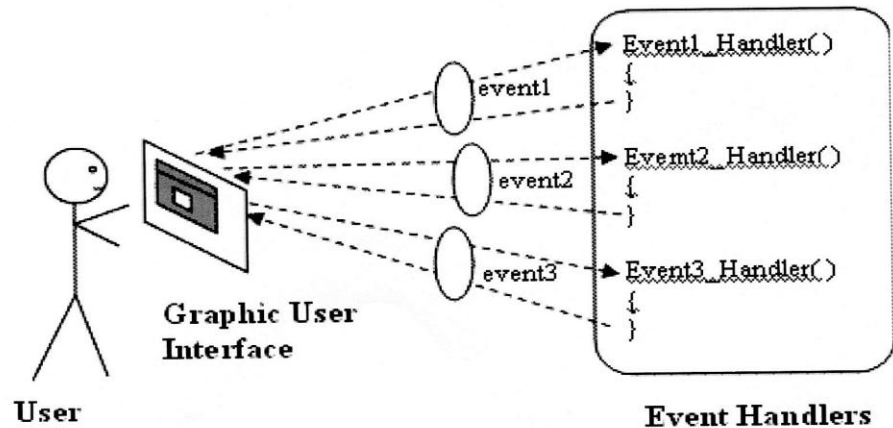 Event1_Handler()
{
}
event1
Evemt2_Handler()
{
}
event2
Event3_Handler()
{
}
event3
Graphic User
Interface
User
Event Handlers